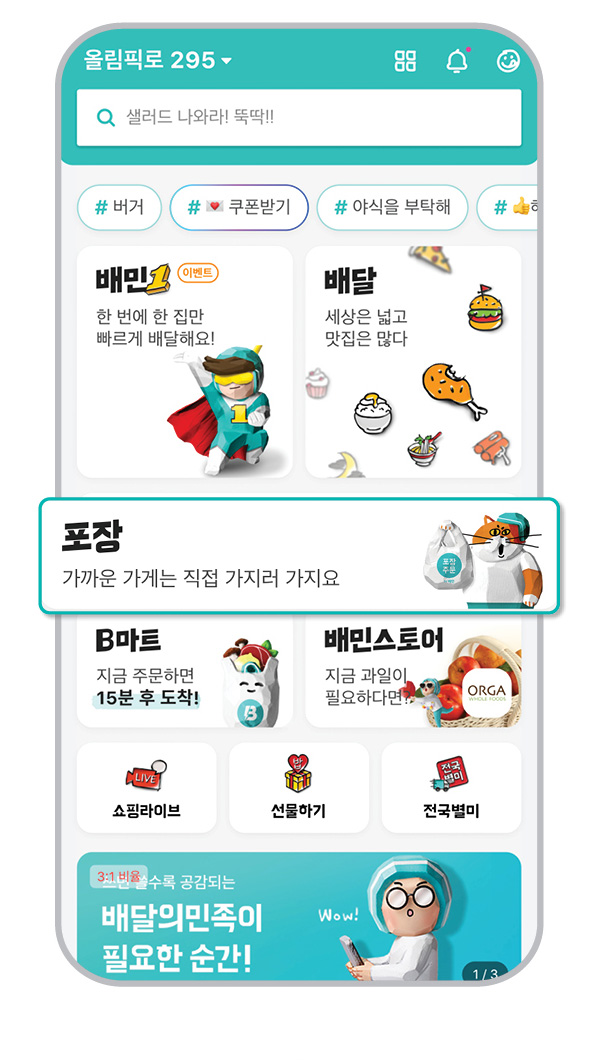 올림픽로 295
샐러드 나와라! 뚝딱!!
# 버거
# 쿠폰받기
# 야식을 부탁해
#
배민1 이벤트
한 번에 한 집만
빠르게 배달해요!
1
배달
세상은 넓고
맛집은 많다
포장
가까운 가게는 직접 가지러 가지요
포장
주문
B마트
지금 주문하면
15분 후 도착!
B
배민스토어
지금 과일이
필요하다면?
ORGA
WHOLE FOODS
LIVE
쇼핑라이브
밥
선물하기
전국
별미
전국별미
3:1 비율
쓸수록 공감되는
배달의민족이
필요한 순간!
Wow!
1 / 3